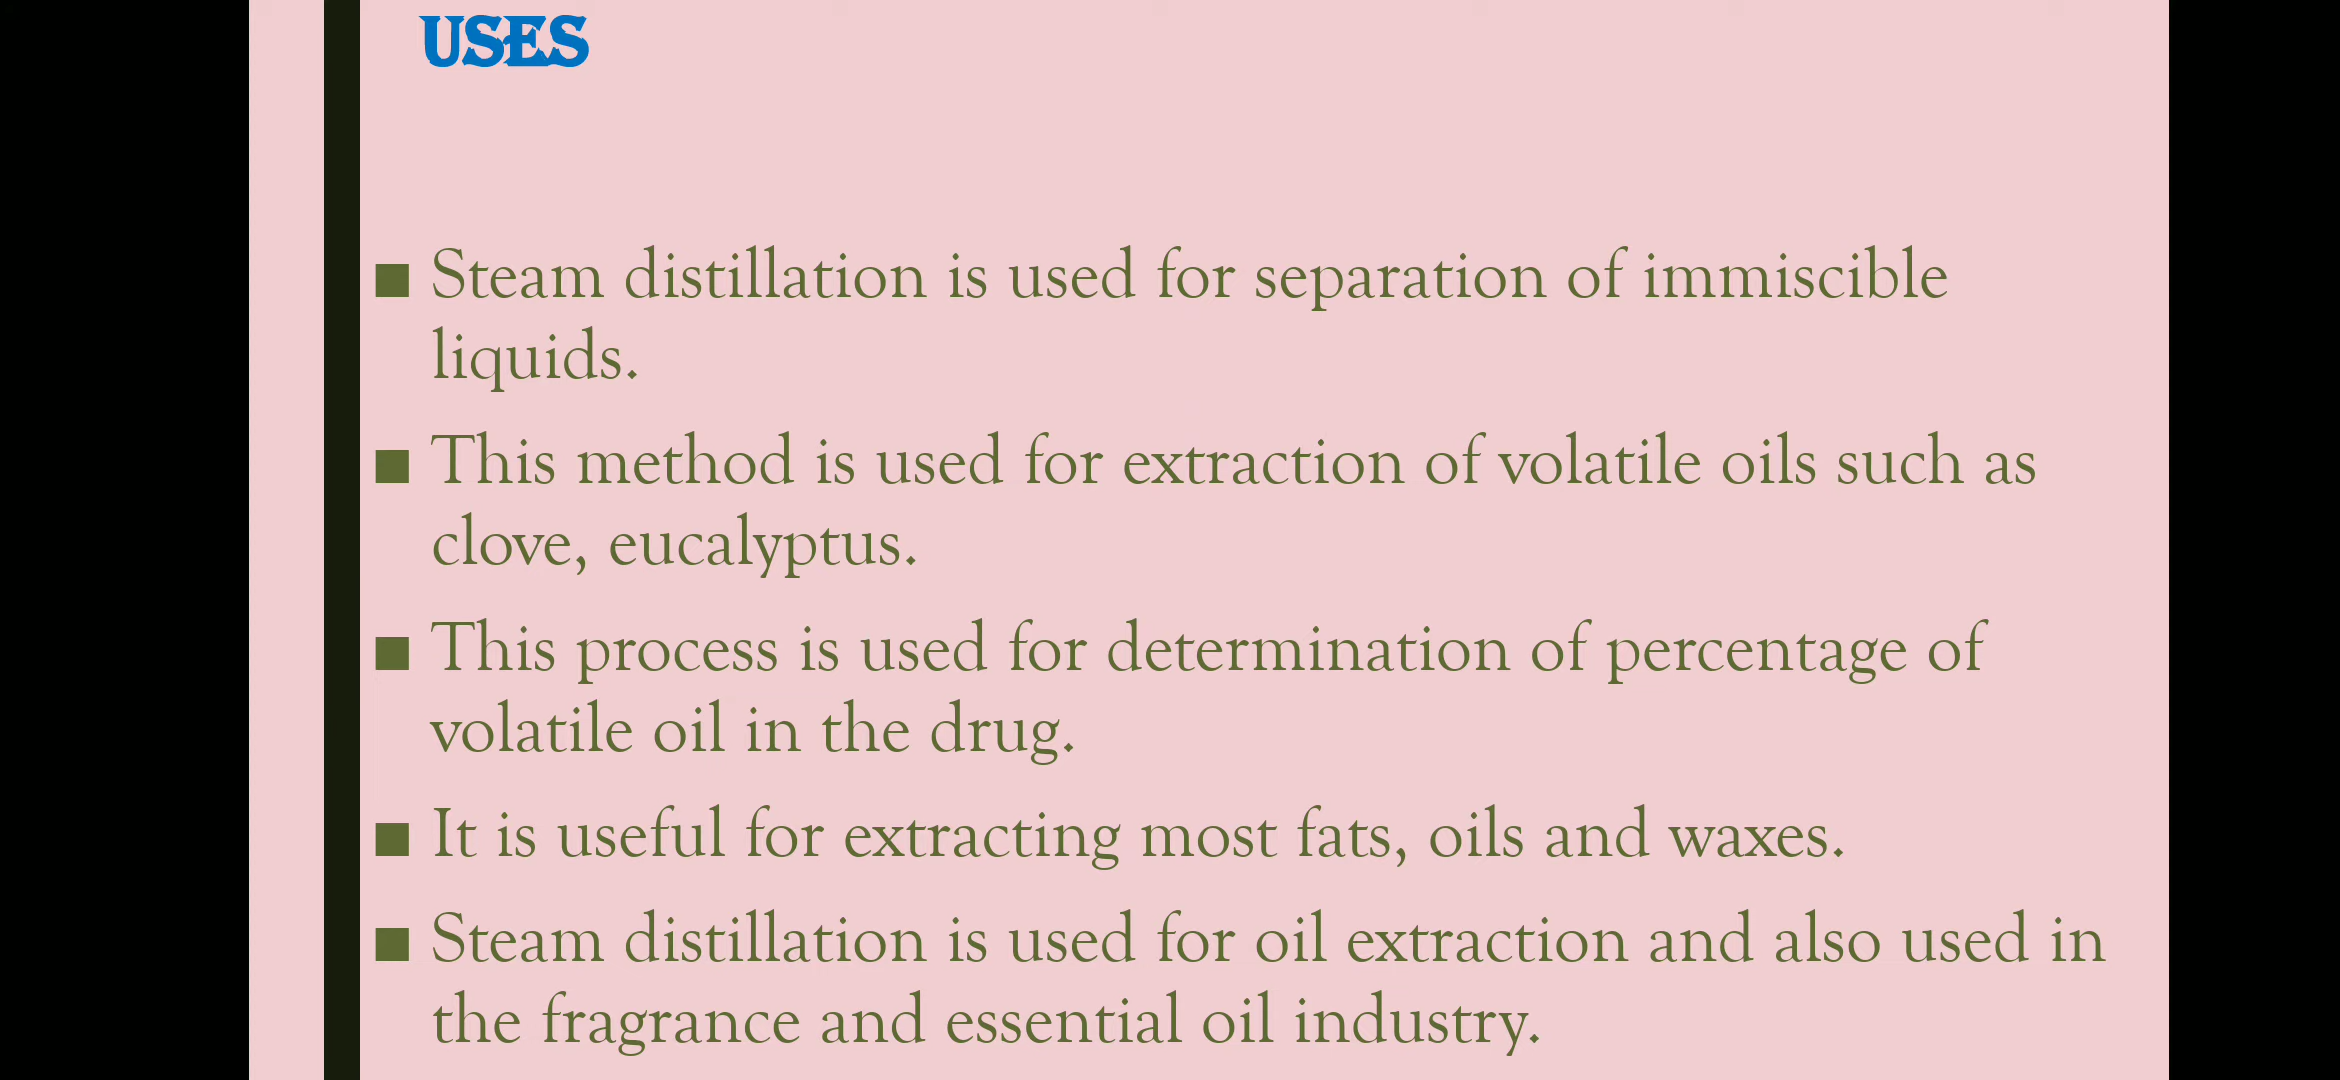 USES
■ Steam distillation is used for separation of immiscible
liquids.
■ This method is used for extraction of volatile oils such as
clove, eucalyptus.
■ This process is used for determination of percentage of
volatile oil in the drug.
■ It is useful for extracting most fats, oils and waxes.
■ Steam distillation is used for oil extraction and also used in
the fragrance and essential oil industry.